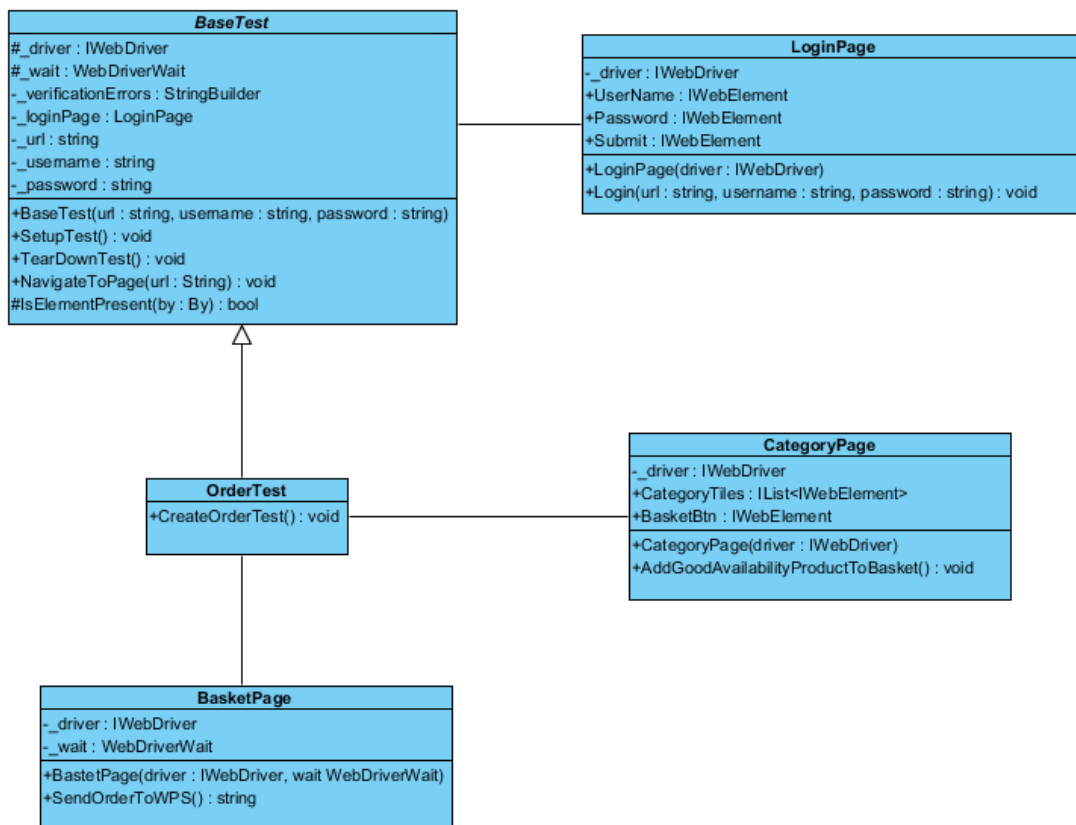 BaseTest
#_driver : IWebDriver
#_wait : WebDriverWait
-_verificationErrors : StringBuilder
-_loginPage : LoginPage
-_url : string
-_username : string
-_password : string
+BaseTest(url : string, username : string, password : string)
+SetupTest() : void
+TearDownTest() : void
+NavigateToPage(url : String) : void
#IsElementPresent(by : By) : bool
LoginPage
-_driver : IWebDriver
+UserName : IWebElement
+Password : IWebElement
+Submit : IWebElement
+LoginPage(driver : IWebDriver)
+Login(url : string, username : string, password : string) : void
OrderTest
+CreateOrderTest() : void
CategoryPage
-_driver : IWebDriver
+CategoryTiles : IList<IWebElement>
+BasketBtn : IWebElement
+CategoryPage(driver : IWebDriver)
+AddGoodAvailabilityProductToBasket() : void
BasketPage
-_driver : IWebDriver
-_wait : WebDriverWait
+BastetPage(driver : IWebDriver, wait WebDriverWait)
+SendOrderToWPS() : string